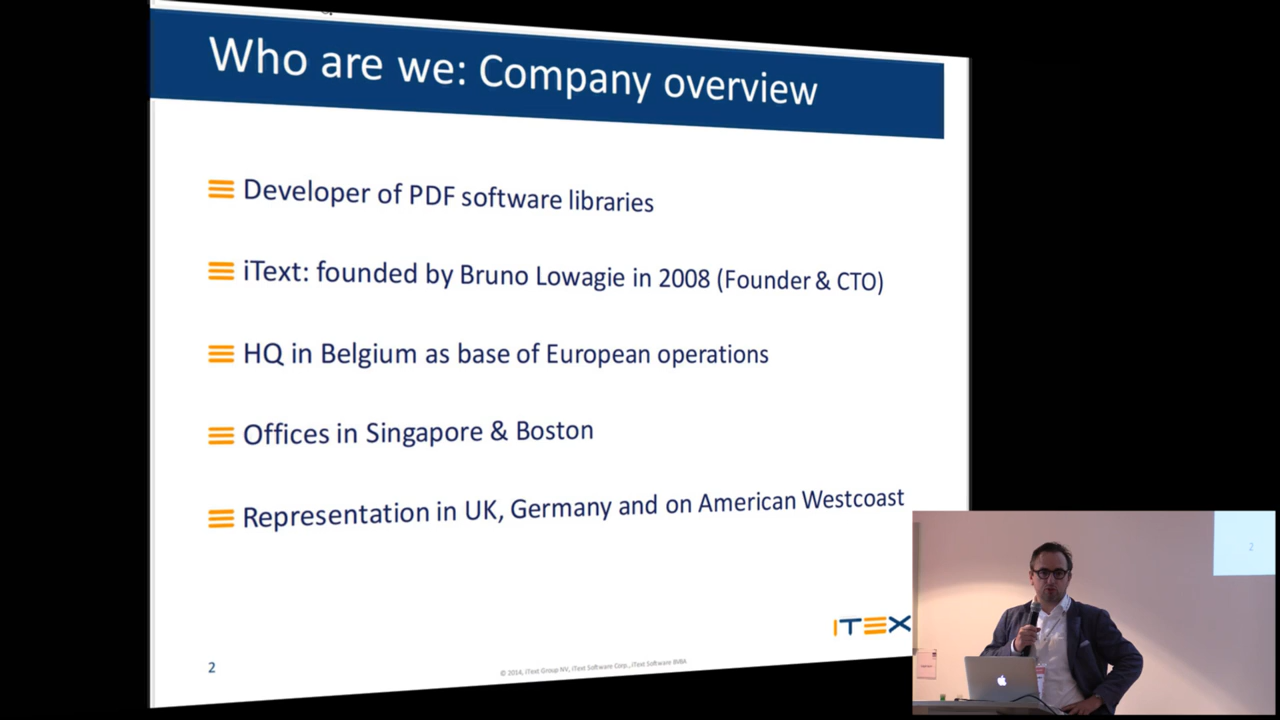 Who are we: Company overview
Developer of PDF software libraries
iText: founded by Bruno Lowagie in 2008 (Founder & CTO)
HQ in Belgium as base of European operations
Offices in Singapore & Boston
Representation in UK, Germany and on American Westcoast
ITEX
2
© 2014, iText Group NV, iText Software Corp., iText Software BVBA
2